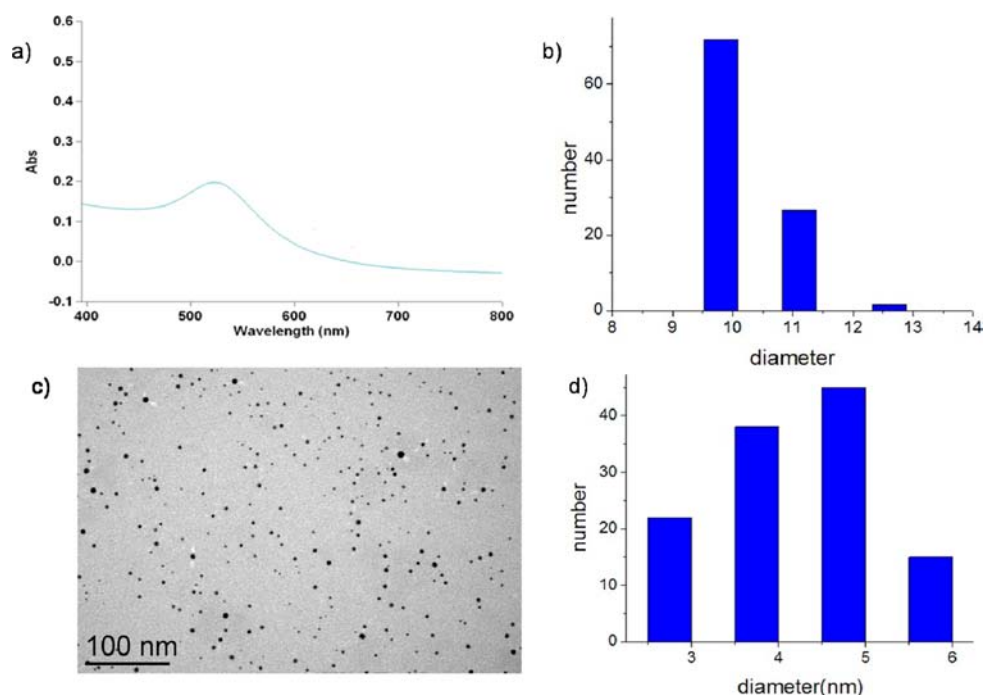 a)
0.6
0.5
0.4
0.3
0.2
0.1
0.0
-0.1
Abs
400 500 600 700 800
Wavelength (nm)
b)
60
40
20
0
number
8 9 10 11 12 13 14
diameter
c)
100 nm
d)
40
30
20
10
0
number
3 4 5 6
diameter(nm)